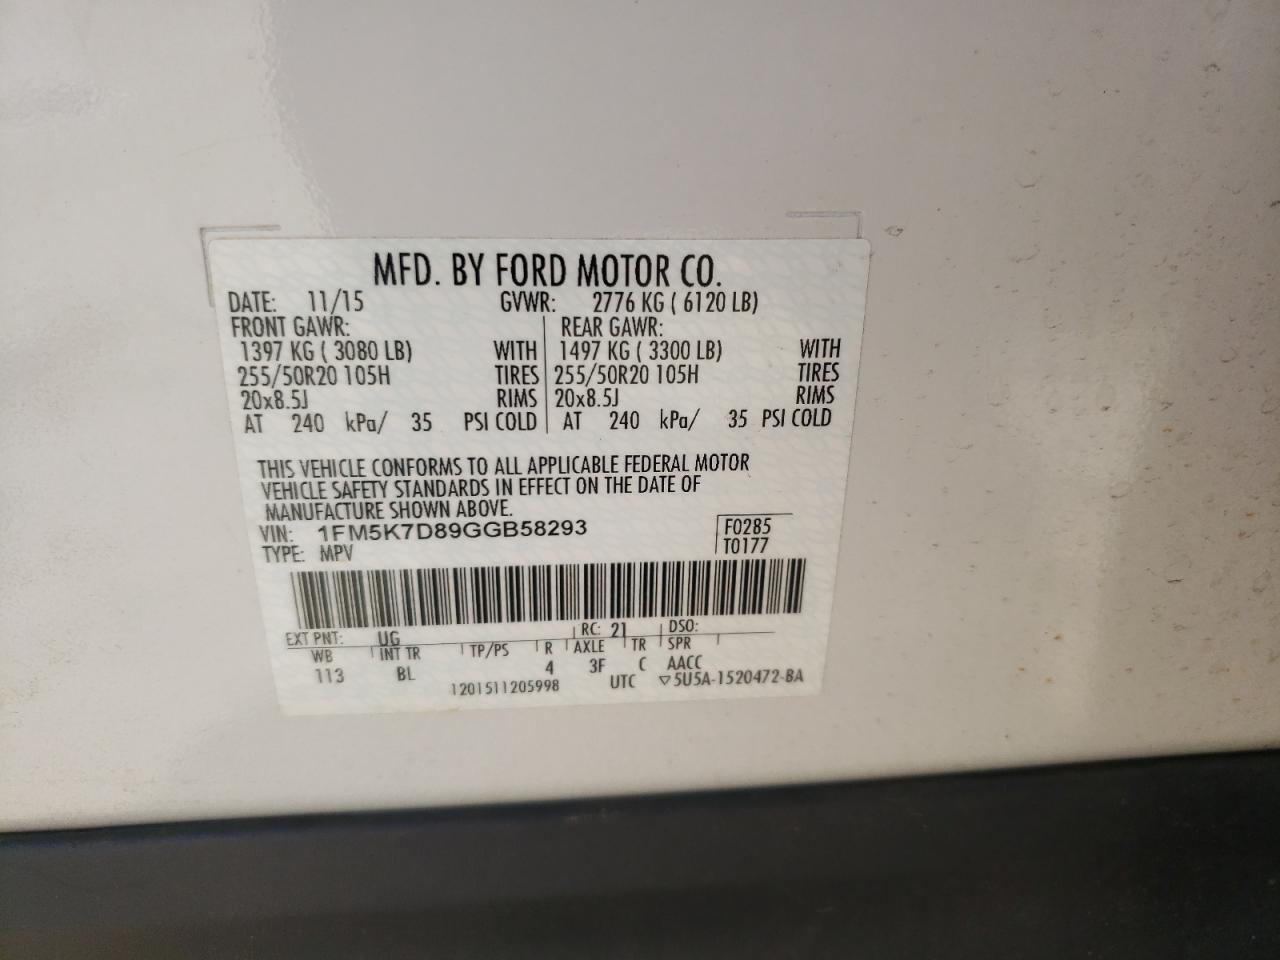 MFD. BY FORD MOTOR CO.
DATE: 11/15 GVWR: 2776 KG ( 6120 LB)
FRONT GAWR: REAR GAWR:
1397 KG ( 3080 LB) WITH 1497 KG ( 3300 LB) WITH
255/50R20 105H TIRES 255/50R20 105H TIRES
20x8.5J RIMS 20x8.5J RIMS
AT 240 kPa/ 35 PSI COLD AT 240 kPa/ 35 PSI COLD
THIS VEHICLE CONFORMS TO ALL APPLICABLE FEDERAL MOTOR
VEHICLE SAFETY STANDARDS IN EFFECT ON THE DATE OF
MANUFACTURE SHOWN ABOVE.
VIN: 1FM5K7D89GGB58293 F0285
TYPE: MPV T0177
EXT PNT: UG RC: 21 DSO:
WB INT TR TP/PS R AXLE TR SPR
113 BL 4 3F C AACC
1201511205998 UTC ▽5U5A-1520472-BA